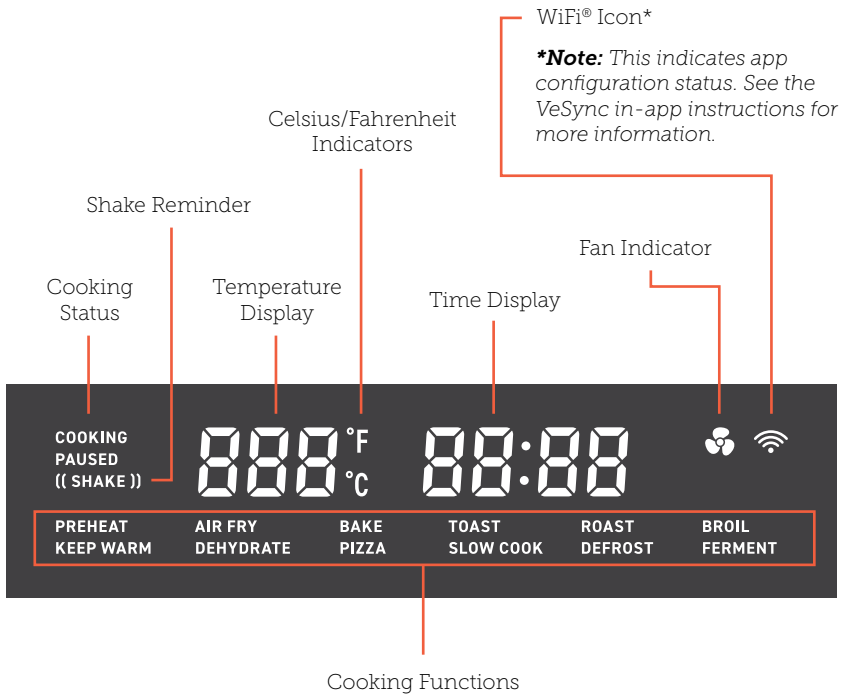 WiFi® Icon*
*Note: This indicates app
configuration status. See the
VeSync in-app instructions for
more information.
Celsius/Fahrenheit
Indicators
Shake Reminder
Fan Indicator
Cooking
Status
Temperature
Display
Time Display
COOKING
PAUSED
(( SHAKE ))
888 °F
°C
88:88
PREHEAT AIR FRY BAKE TOAST ROAST BROIL
KEEP WARM DEHYDRATE PIZZA SLOW COOK DEFROST FERMENT
Cooking Functions